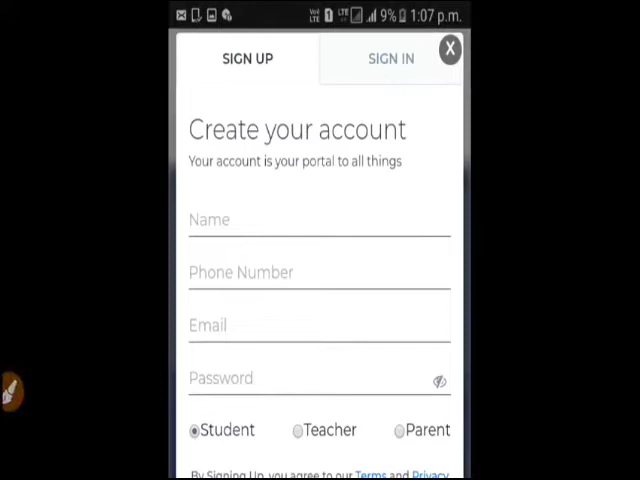 9% 1:07 p.m.
SIGN UP SIGN IN X
Create your account
Your account is your portal to all things
Name
Phone Number
Email
Password
Student Teacher Parent
By Signing Up, you agree to our Terms and Privacy